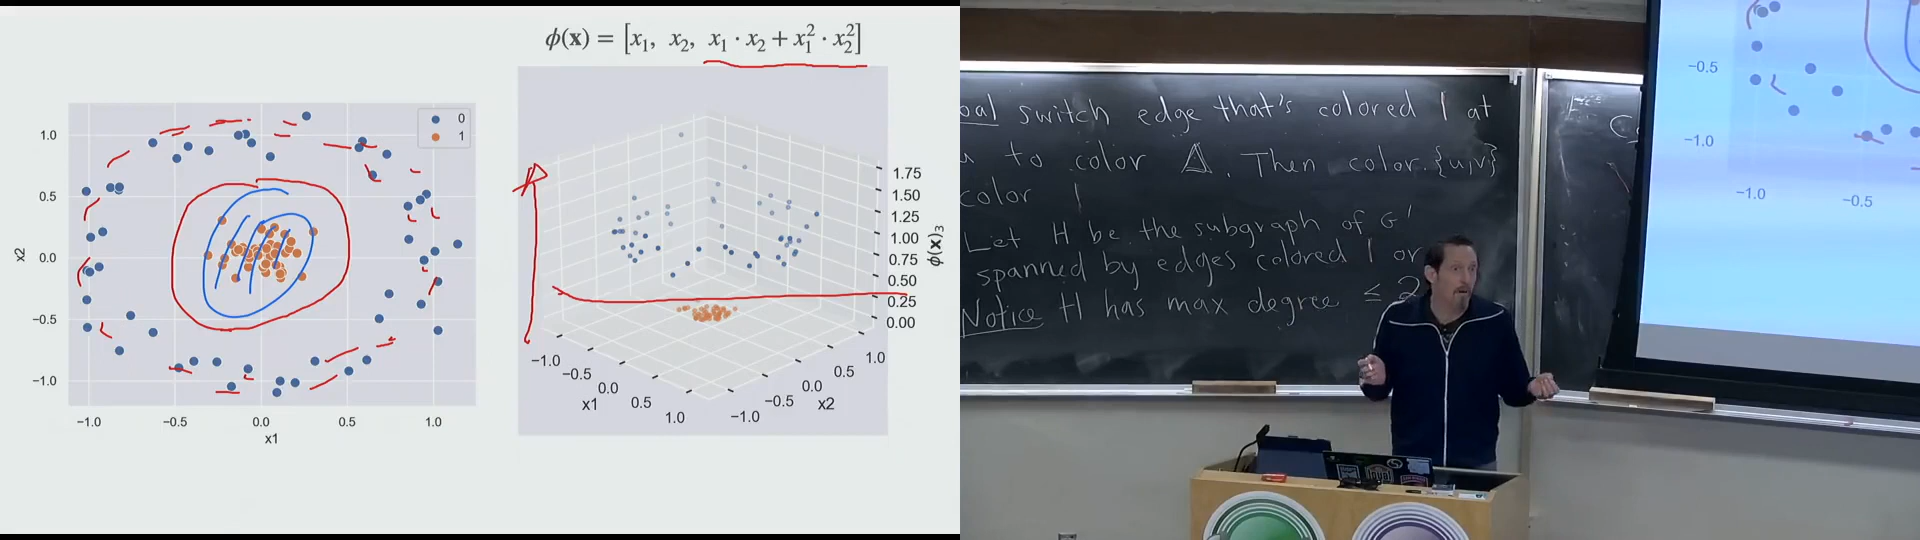 ϕ(x) = [x₁, x₂, x₁ · x₂ + x₁² · x₂²]
0
1
1.0
0.5
0.0
−0.5
−1.0
x2
−1.0 −0.5 0.0 0.5 1.0
x1
1.75
1.50
1.25
1.00
0.75
0.50
0.25
0.00
ϕ(x)₃
−1.0
−0.5
0.0
0.5
1.0
x1
−1.0
−0.5
0.0
0.5
1.0
x2
switch edge that's colored 1 at
to color Δ. Then color {u,v}
color 1
Let H be the subgraph of G'
spanned by edges colored 1 or
Notice H has max degree ≤ 2
−0.5
−1.0
−1.0 −0.5